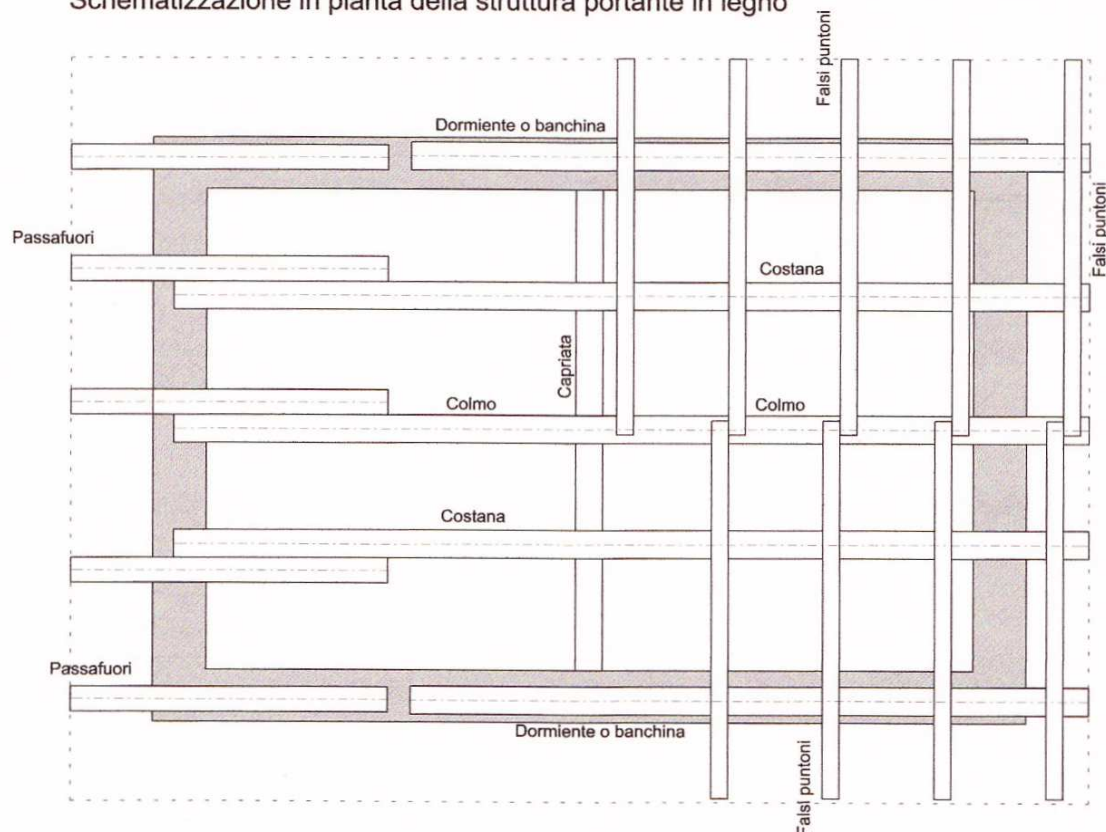 Schematizzazione in pianta della struttura portante in legno
Falsi puntoni
Dormiente o banchina
Falsi puntoni
Passafuori
Costana
Capriata
Colmo
Colmo
Costana
Passafuori
Dormiente o banchina
Falsi puntoni